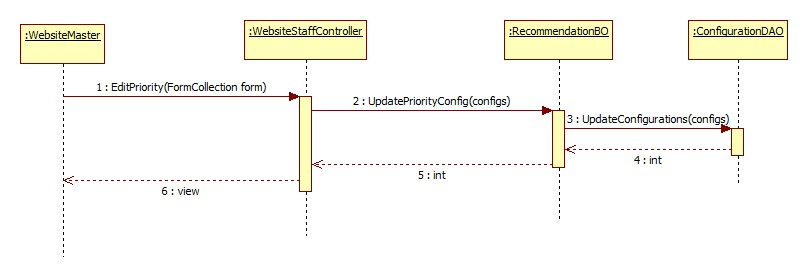 :WebsiteMaster
:WebsiteStaffController
:RecommendationBO
:ConfigurationDAO
1 : EditPriority(FormCollection form)
2 : UpdatePriorityConfig(configs)
3 : UpdateConfigurations(configs)
4 : int
5 : int
6 : view